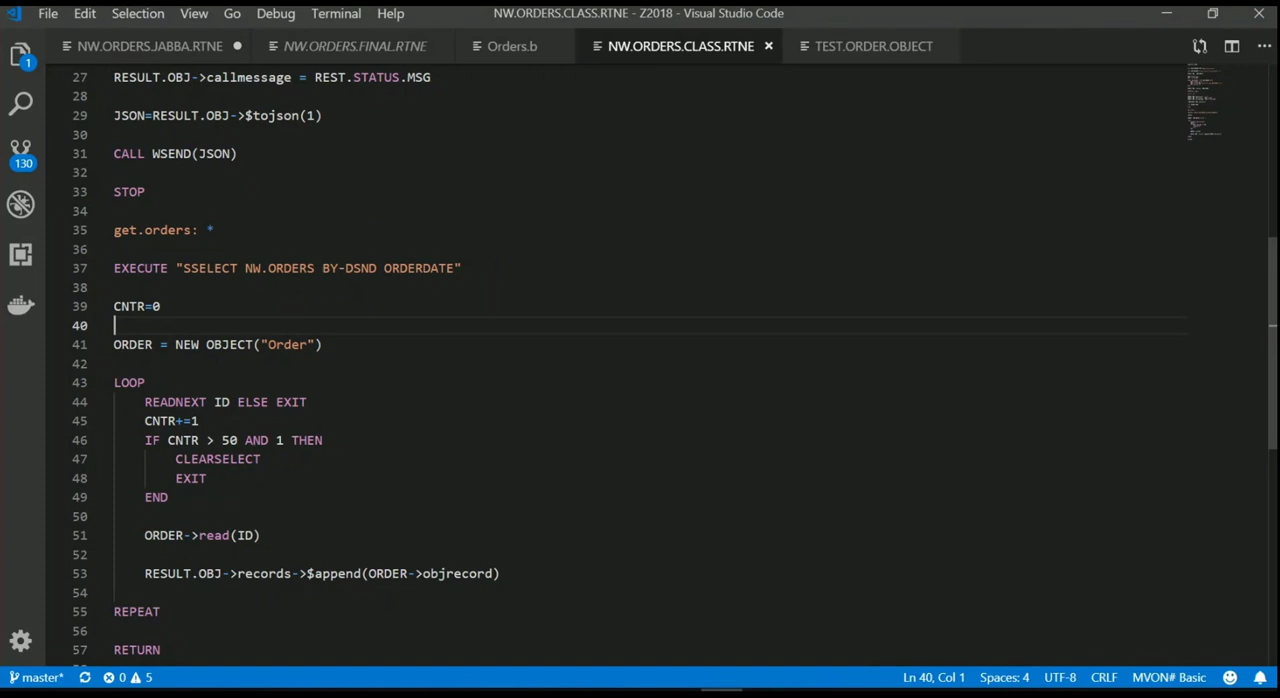 File Edit Selection View Go Debug Terminal Help NW.ORDERS.CLASS.RTNE - Z2018 - Visual Studio Code
NW.ORDERS.JABBA.RTNE NW.ORDERS.FINAL.RTNE Orders.b NW.ORDERS.CLASS.RTNE TEST.ORDER.OBJECT
1
130
27 RESULT.OBJ->callmessage = REST.STATUS.MSG
28
29 JSON=RESULT.OBJ->$tojson(1)
30
31 CALL WSEND(JSON)
32
33 STOP
34
35 get.orders: *
36
37 EXECUTE "SSELECT NW.ORDERS BY-DSND ORDERDATE"
38
39 CNTR=0
40
41 ORDER = NEW OBJECT("Order")
42
43 LOOP
44 READNEXT ID ELSE EXIT
45 CNTR+=1
46 IF CNTR > 50 AND 1 THEN
47 CLEARSELECT
48 EXIT
49 END
50
51 ORDER->read(ID)
52
53 RESULT.OBJ->records->$append(ORDER->objrecord)
54
55 REPEAT
56
57 RETURN
master* 0 5 Ln 40, Col 1 Spaces: 4 UTF-8 CRLF MVON# Basic